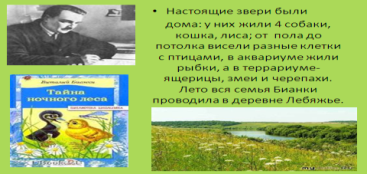 • Настоящие звери были
дома: у них жили 4 собаки,
кошка, лиса; от пола до
потолка висели разные клетки
с птицами, в аквариуме жили
рыбки, а в террариуме-
ящерицы, змеи и черепахи.
Лето вся семья Бианки
проводила в деревне Лебяжье.
Виталий Бианки
Тайна
ночного леса